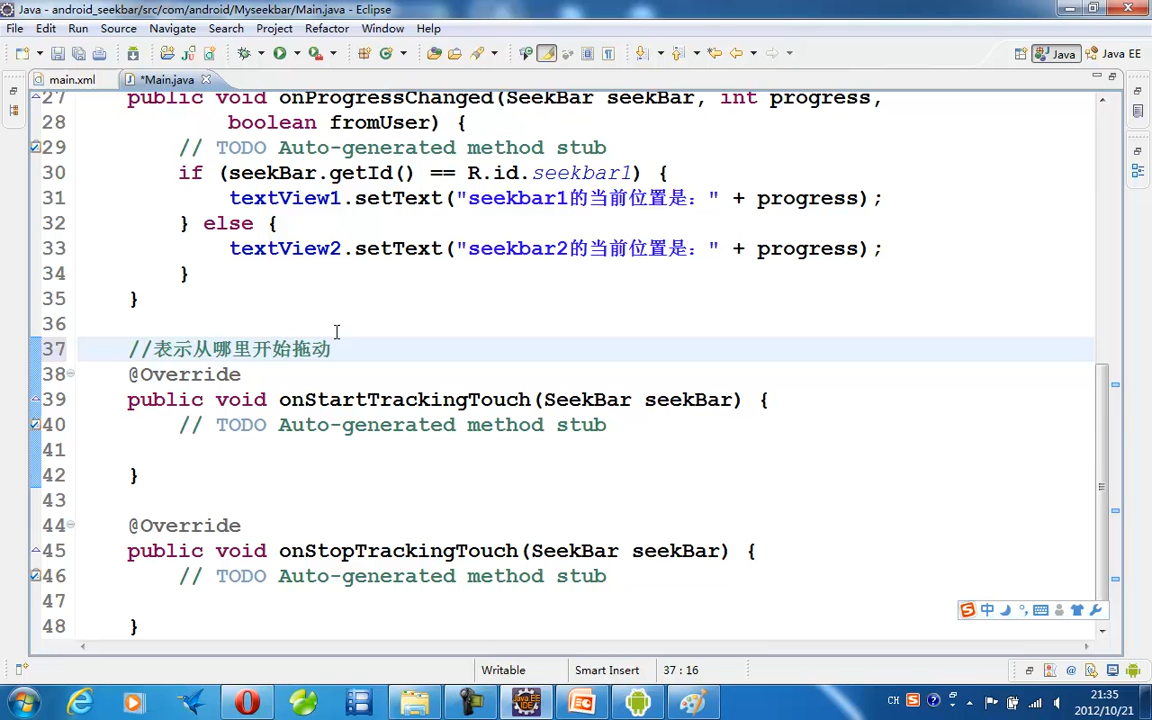 Java - android_seekbar/src/com/android/Myseekbar/Main.java - Eclipse
File Edit Run Source Navigate Search Project Refactor Window Help
Java Java EE
main.xml *Main.java
27 public void onProgressChanged(SeekBar seekBar, int progress,
28 boolean fromUser) {
29 // TODO Auto-generated method stub
30 if (seekBar.getId() == R.id.seekbar1) {
31 textView1.setText("seekbar1的当前位置是：" + progress);
32 } else {
33 textView2.setText("seekbar2的当前位置是：" + progress);
34 }
35 }
36
37 //表示从哪里开始拖动
38 @Override
39 public void onStartTrackingTouch(SeekBar seekBar) {
40 // TODO Auto-generated method stub
41
42 }
43
44 @Override
45 public void onStopTrackingTouch(SeekBar seekBar) {
46 // TODO Auto-generated method stub
47
中
48 }
Writable Smart Insert 37 : 16
CH 21:35
2012/10/21